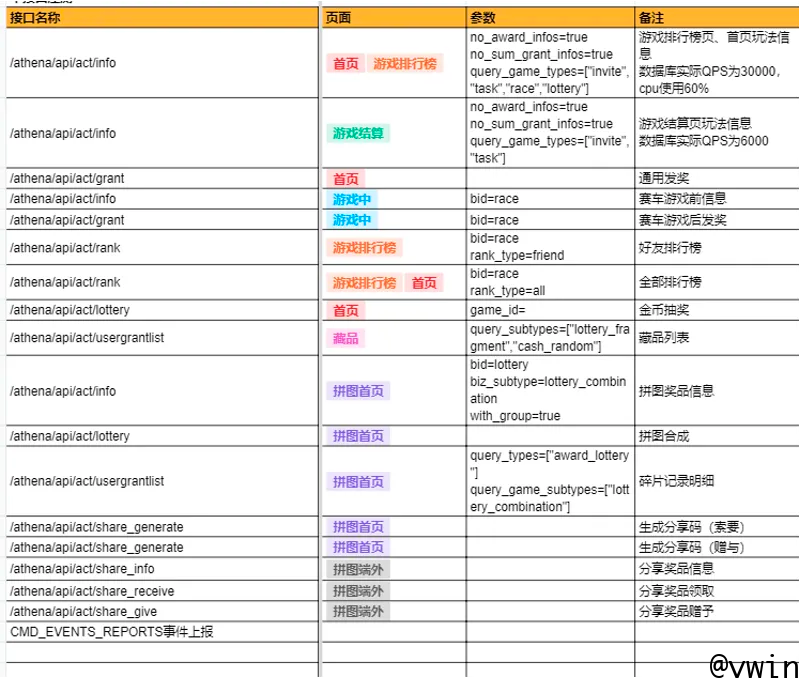 接口名称 页面 参数 备注
/athena/api/act/info 首页 游戏排行榜 no_award_infos=true
no_sum_grant_infos=true
query_game_types=["invite",
"task","race","lottery"]
游戏排行榜页、首页玩法信
息
数据库实际QPS为30000，
cpu使用60%
/athena/api/act/info 游戏结算 no_award_infos=true
no_sum_grant_infos=true
query_game_types=["invite",
"task"]
游戏结算页玩法信息
数据库实际QPS为6000
/athena/api/act/grant 首页 通用发奖
/athena/api/act/info 游戏中 bid=race 赛车游戏前信息
/athena/api/act/grant 游戏中 bid=race 赛车游戏后发奖
/athena/api/act/rank 游戏排行榜 bid=race
rank_type=friend
好友排行榜
/athena/api/act/rank 游戏排行榜 首页 bid=race
rank_type=all
全部排行榜
/athena/api/act/lottery 首页 game_id= 金币抽奖
/athena/api/act/usergrantlist 藏品 query_subtypes=["lottery_fra
gment","cash_random"]
藏品列表
/athena/api/act/info 拼图首页 bid=lottery
biz_subtype=lottery_combin
ation
with_group=true
拼图奖品信息
/athena/api/act/lottery 拼图首页 拼图合成
/athena/api/act/usergrantlist 拼图首页 query_types=["award_lottery
"]
query_game_subtypes=["lott
ery_combination"]
碎片记录明细
/athena/api/act/share_generate 拼图首页 生成分享码（索要）
/athena/api/act/share_generate 拼图首页 生成分享码（赠与）
/athena/api/act/share_info 拼图端外 分享奖品信息
/athena/api/act/share_receive 拼图端外 分享奖品领取
/athena/api/act/share_give 拼图端外 分享奖品赠予
CMD_EVENTS_REPORTS事件上报
@vwin